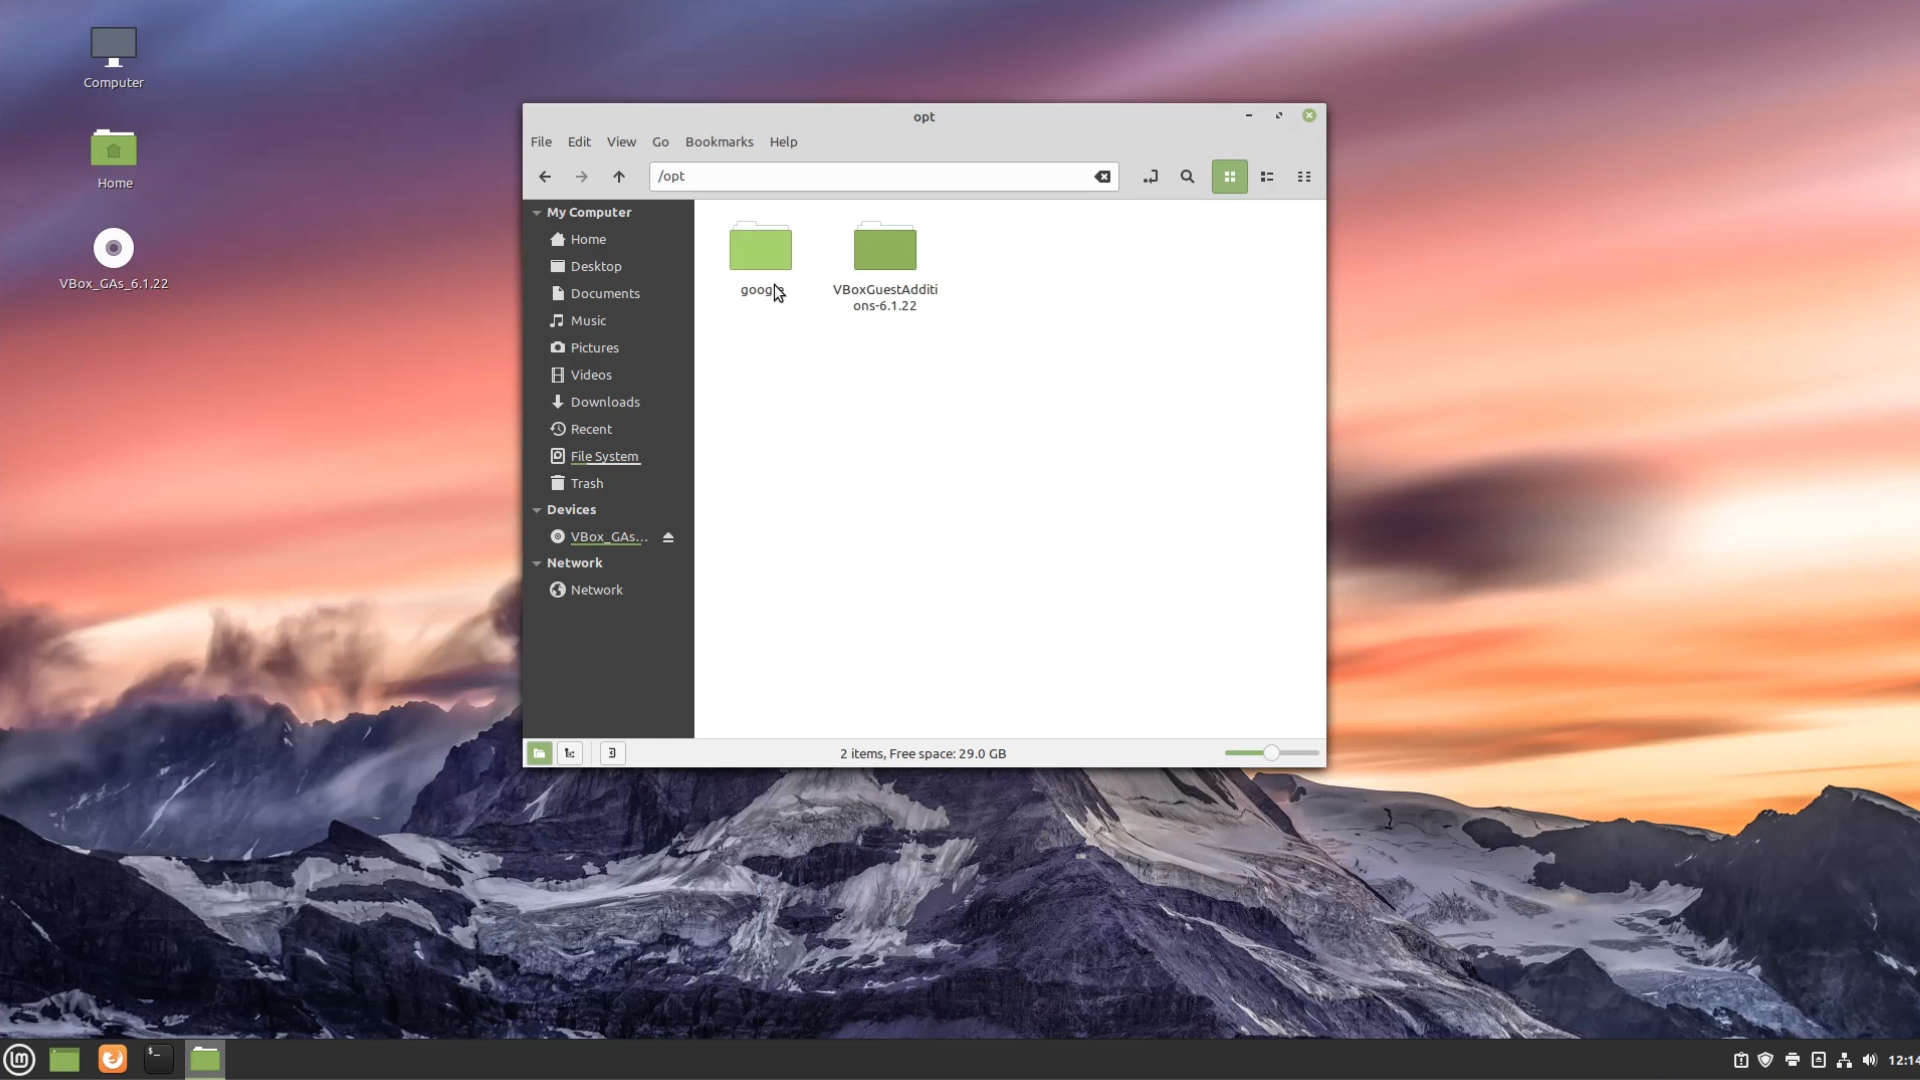 Computer
Home
VBox_GAs_6.1.22
opt
File Edit View Go Bookmarks Help
/opt
My Computer
Home
Desktop
Documents
Music
Pictures
Videos
Downloads
Recent
File System
Trash
Devices
VBox_GAs...
Network
Network
VBoxGuestAdditi
ons-6.1.22
2 items, Free space: 29.0 GB
12:14